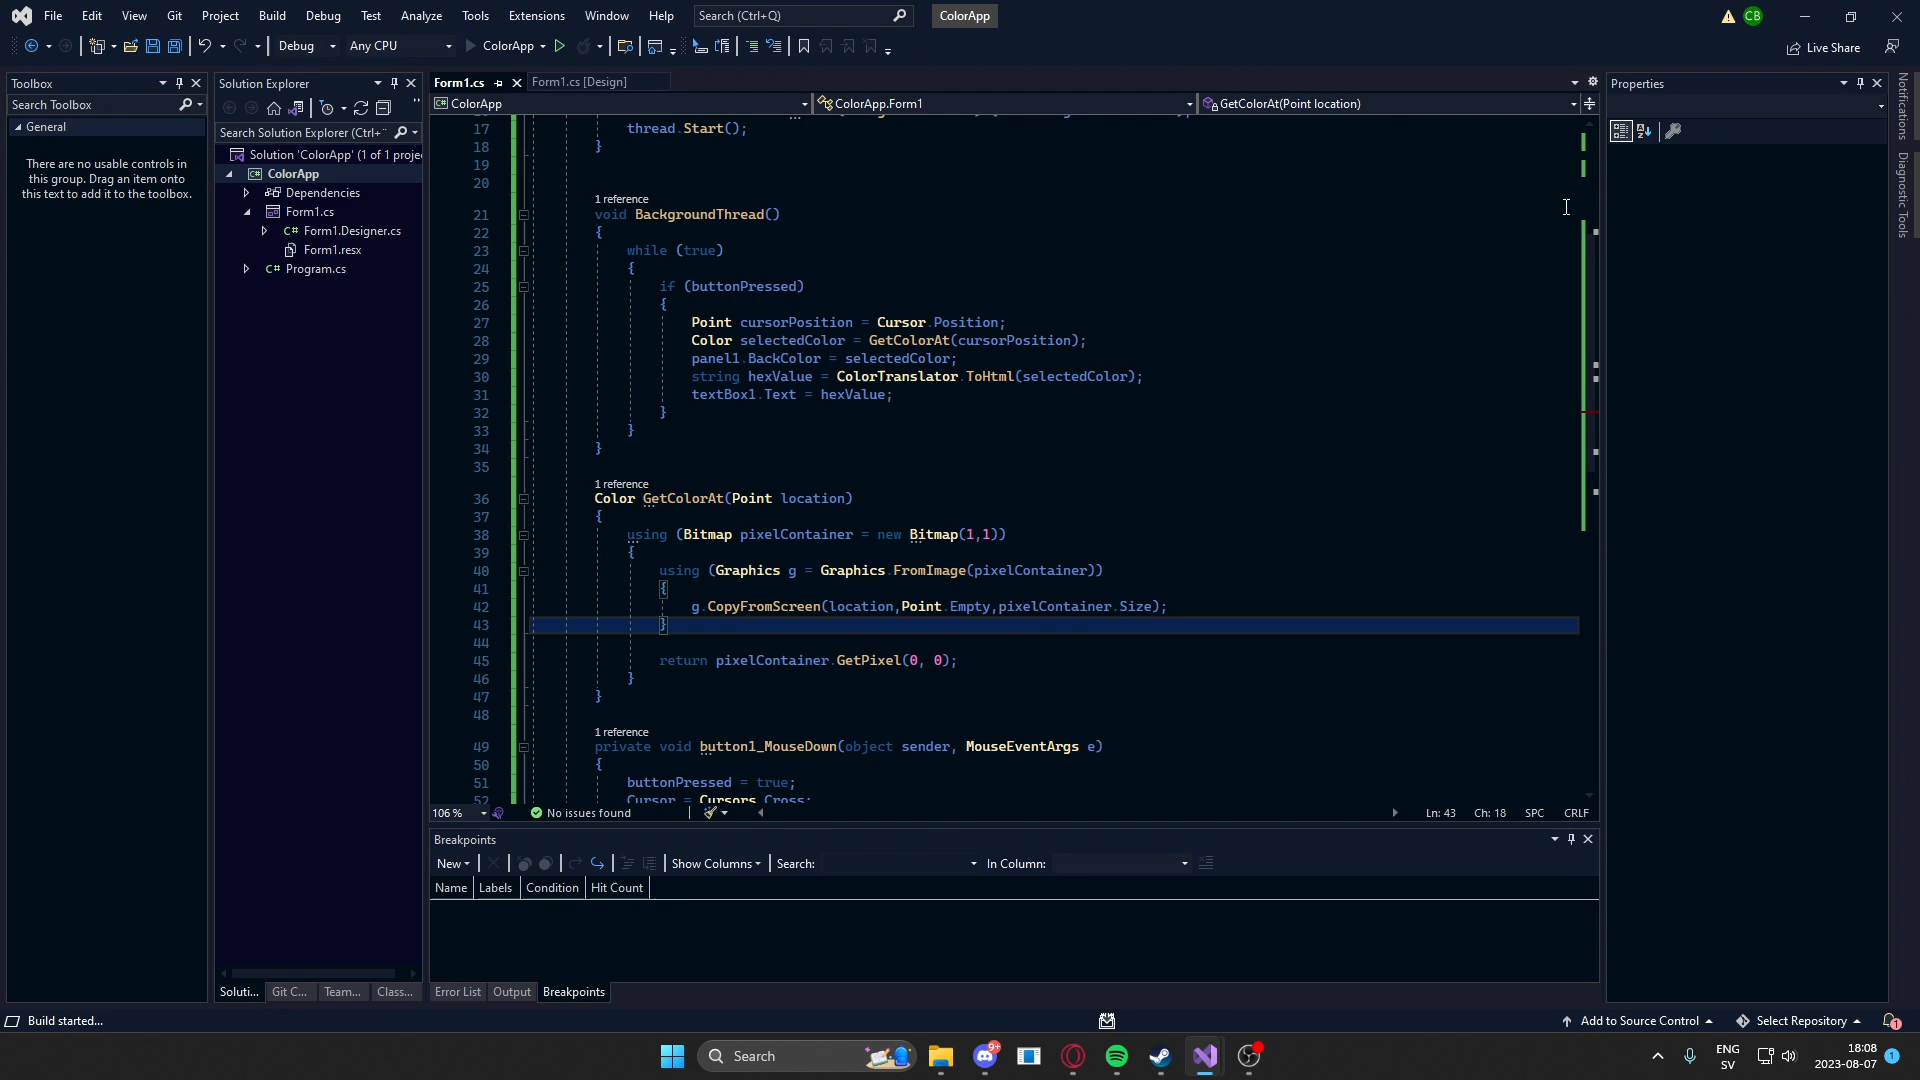 File Edit View Git Project Build Debug Test Analyze Tools Extensions Window Help Search (Ctrl+Q) ColorApp CB
Debug Any CPU ColorApp Live Share
Toolbox
Search Toolbox
General
There are no usable controls in
this group. Drag an item onto
this text to add it to the toolbox.
Solution Explorer
Search Solution Explorer (Ctrl+
Solution 'ColorApp' (1 of 1 proje
ColorApp
Dependencies
Form1.cs
Form1.Designer.cs
Form1.resx
Program.cs
Soluti... Git C... Team... Class...
Form1.cs Form1.cs [Design]
ColorApp ColorApp.Form1 GetColorAt(Point location)
17 thread.Start();
18 }
19
20
1 reference
21 void BackgroundThread()
22 {
23 while (true)
24 {
25 if (buttonPressed)
26 {
27 Point cursorPosition = Cursor.Position;
28 Color selectedColor = GetColorAt(cursorPosition);
29 panel1.BackColor = selectedColor;
30 string hexValue = ColorTranslator.ToHtml(selectedColor);
31 textBox1.Text = hexValue;
32 }
33 }
34 }
35
1 reference
36 Color GetColorAt(Point location)
37 {
38 using (Bitmap pixelContainer = new Bitmap(1,1))
39 {
40 using (Graphics g = Graphics.FromImage(pixelContainer))
41 {
42 g.CopyFromScreen(location,Point.Empty,pixelContainer.Size);
43 }
44
45 return pixelContainer.GetPixel(0, 0);
46 }
47 }
48
1 reference
49 private void button1_MouseDown(object sender, MouseEventArgs e)
50 {
51 buttonPressed = true;
52 Cursor = Cursors.Cross;
106 % No issues found Ln: 43 Ch: 18 SPC CRLF
Breakpoints
New Show Columns Search: In Column:
Name Labels Condition Hit Count
Error List Output Breakpoints
Properties
Notifications
Diagnostic Tools
Build started... Add to Source Control Select Repository 1
Search 9+ ENG
SV 18:08
2023-08-07 1